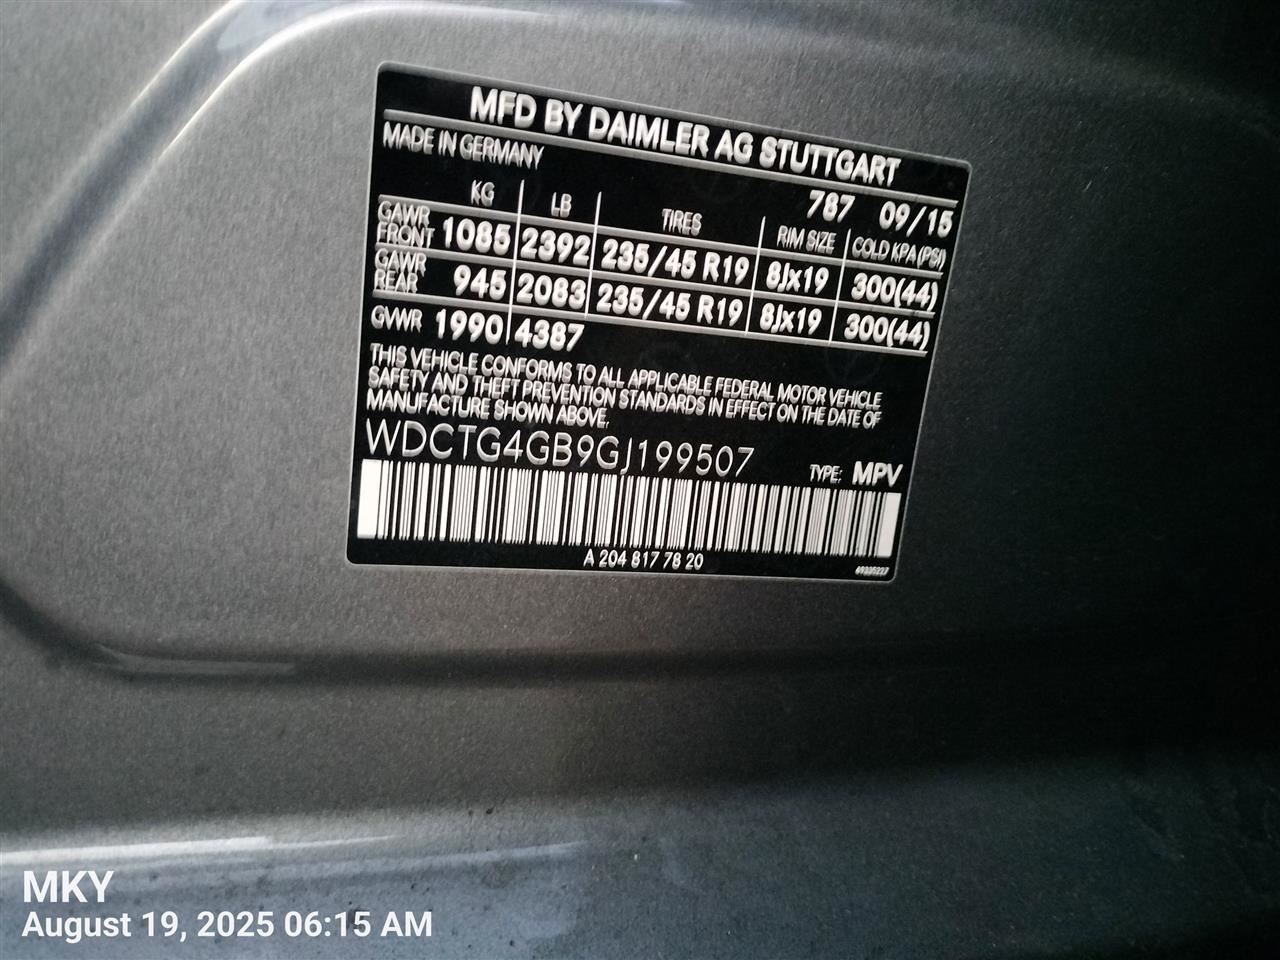 MFD BY DAIMLER AG STUTTGART
MADE IN GERMANY
787 09/15
KG LB TIRES RIM SIZE COLD KPA (PSI)
GAWR FRONT 1085 2392 235/45 R19 8Jx19 300(44)
GAWR REAR 945 2083 235/45 R19 8Jx19 300(44)
GVWR 1990 4387
THIS VEHICLE CONFORMS TO ALL APPLICABLE FEDERAL MOTOR VEHICLE
SAFETY AND THEFT PREVENTION STANDARDS IN EFFECT ON THE DATE OF
MANUFACTURE SHOWN ABOVE.
WDCTG4GB9GJ199507
TYPE: MPV
A 204 817 78 20
MKY
August 19, 2025 06:15 AM